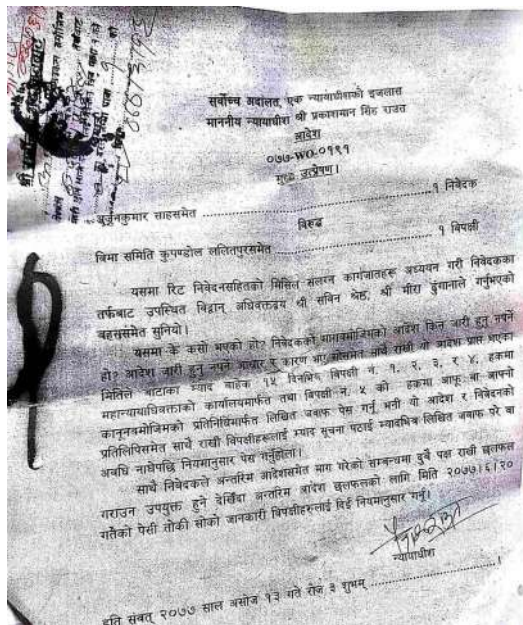 सर्वोच्च अदालत, एक न्यायाधीशको इजलास
माननीय न्यायाधीश श्री प्रकाशमान सिंह राउत
आदेश
०७७-WO-०१९१
मुद्दाः उत्प्रेषण।
अर्जुनकुमार साहसमेत ........ १ निवेदक
विरुद्ध
विमा समिति कुपण्डोल ललितपुरसमेत ........ १ विपक्षी
यसमा रिट निवेदनसहितको मिसिल संलग्न कागजातहरू अध्ययन गरी निवेदकका
तर्फबाट उपस्थित विद्वान् अधिवक्ताद्वय श्री सविन श्रेष्ठ, श्री मीरा ढुंगानाले गर्नुभएको
बहससमेत सुनियो।
यसमा के कसो भएको हो? निवेदकको मागबमोजिमको आदेश किन जारी हुनु नपर्ने
हो? आदेश जारी हुनु नपर्ने आधार र कारण भए सोसमेत साथै राखी यो आदेश प्राप्त भएका
मितिले बाटाका म्याद बाहेक १५ दिनभित्र विपक्षी नं. १, २, ३, र ४, हकमा
महान्यायाधिवक्ताको कार्यालयमार्फत तथा विपक्षी नं. ५ को हकमा आफू वा आफ्नो
कानूनबमोजिमको प्रतिनिधिमार्फत लिखित जवाफ पेस गर्नु भनी यो आदेश र निवेदनको
प्रतिलिपिसमेत साथै राखी विपक्षीहरूलाई म्याद सूचना पठाई म्यादभित्र लिखित जवाफ परे वा
अवधि नाघेपछि नियमानुसार पेस गर्नुहोला।
साथै निवेदकले अन्तरिम आदेशसमेत माग गरेको सम्बन्धमा दुवै पक्ष राखी छलफल
गराउन उपयुक्त हुने देखिँदा अन्तरिम आदेश छलफलको लागि मिति २०७७।६।२०
गतेको पेसी तोकी सोको जानकारी विपक्षीहरूलाई दिई नियमानुसार गर्नू।
न्यायाधीश
इति संवत् २०७७ साल असोज १३ गते रोज ३ शुभम् ........।